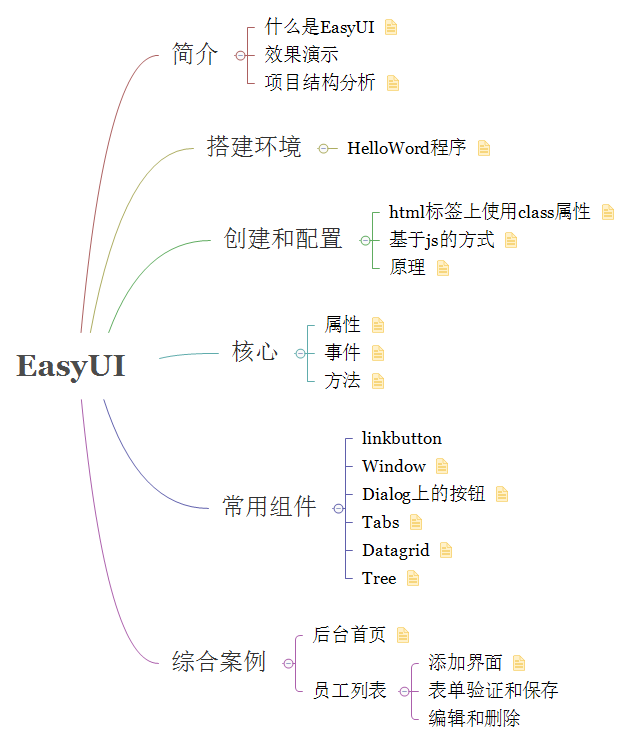 EasyUI
简介
什么是EasyUI
效果演示
项目结构分析
搭建环境
HelloWord程序
创建和配置
html标签上使用class属性
基于js的方式
原理
核心
属性
事件
方法
常用组件
linkbutton
Window
Dialog上的按钮
Tabs
Datagrid
Tree
综合案例
后台首页
员工列表
添加界面
表单验证和保存
编辑和删除